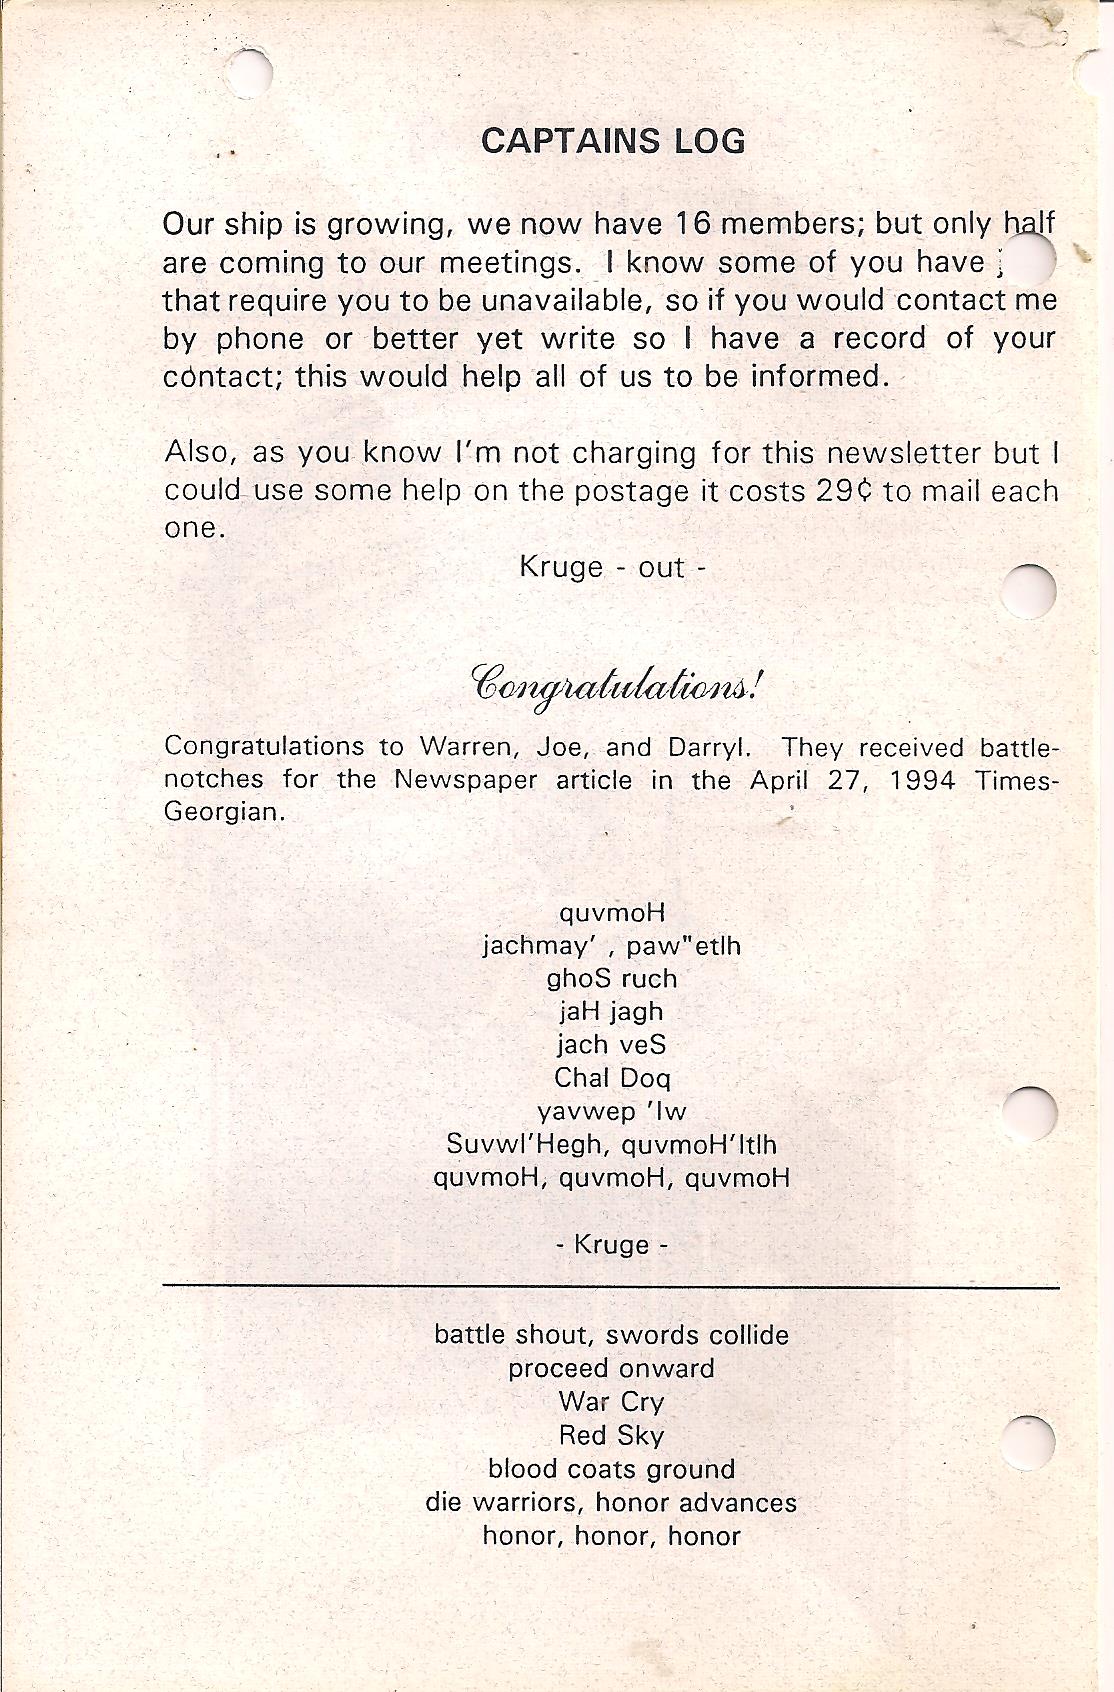 CAPTAINS LOG
Our ship is growing, we now have 16 members; but only half
are coming to our meetings. I know some of you have
that require you to be unavailable, so if you would contact me
by phone or better yet write so I have a record of your
contact; this would help all of us to be informed.
Also, as you know I'm not charging for this newsletter but I
could use some help on the postage it costs 29¢ to mail each
one.
Kruge - out -
Congratulations!
Congratulations to Warren, Joe, and Darryl. They received battle-
notches for the Newspaper article in the April 27, 1994 Times-
Georgian.
quvmoH
jachmay' , paw"etlh
ghoS ruch
jaH jagh
jach veS
Chal Doq
yavwep 'Iw
SuvwI'Hegh, quvmoH'Itlh
quvmoH, quvmoH, quvmoH
- Kruge -
battle shout, swords collide
proceed onward
War Cry
Red Sky
blood coats ground
die warriors, honor advances
honor, honor, honor